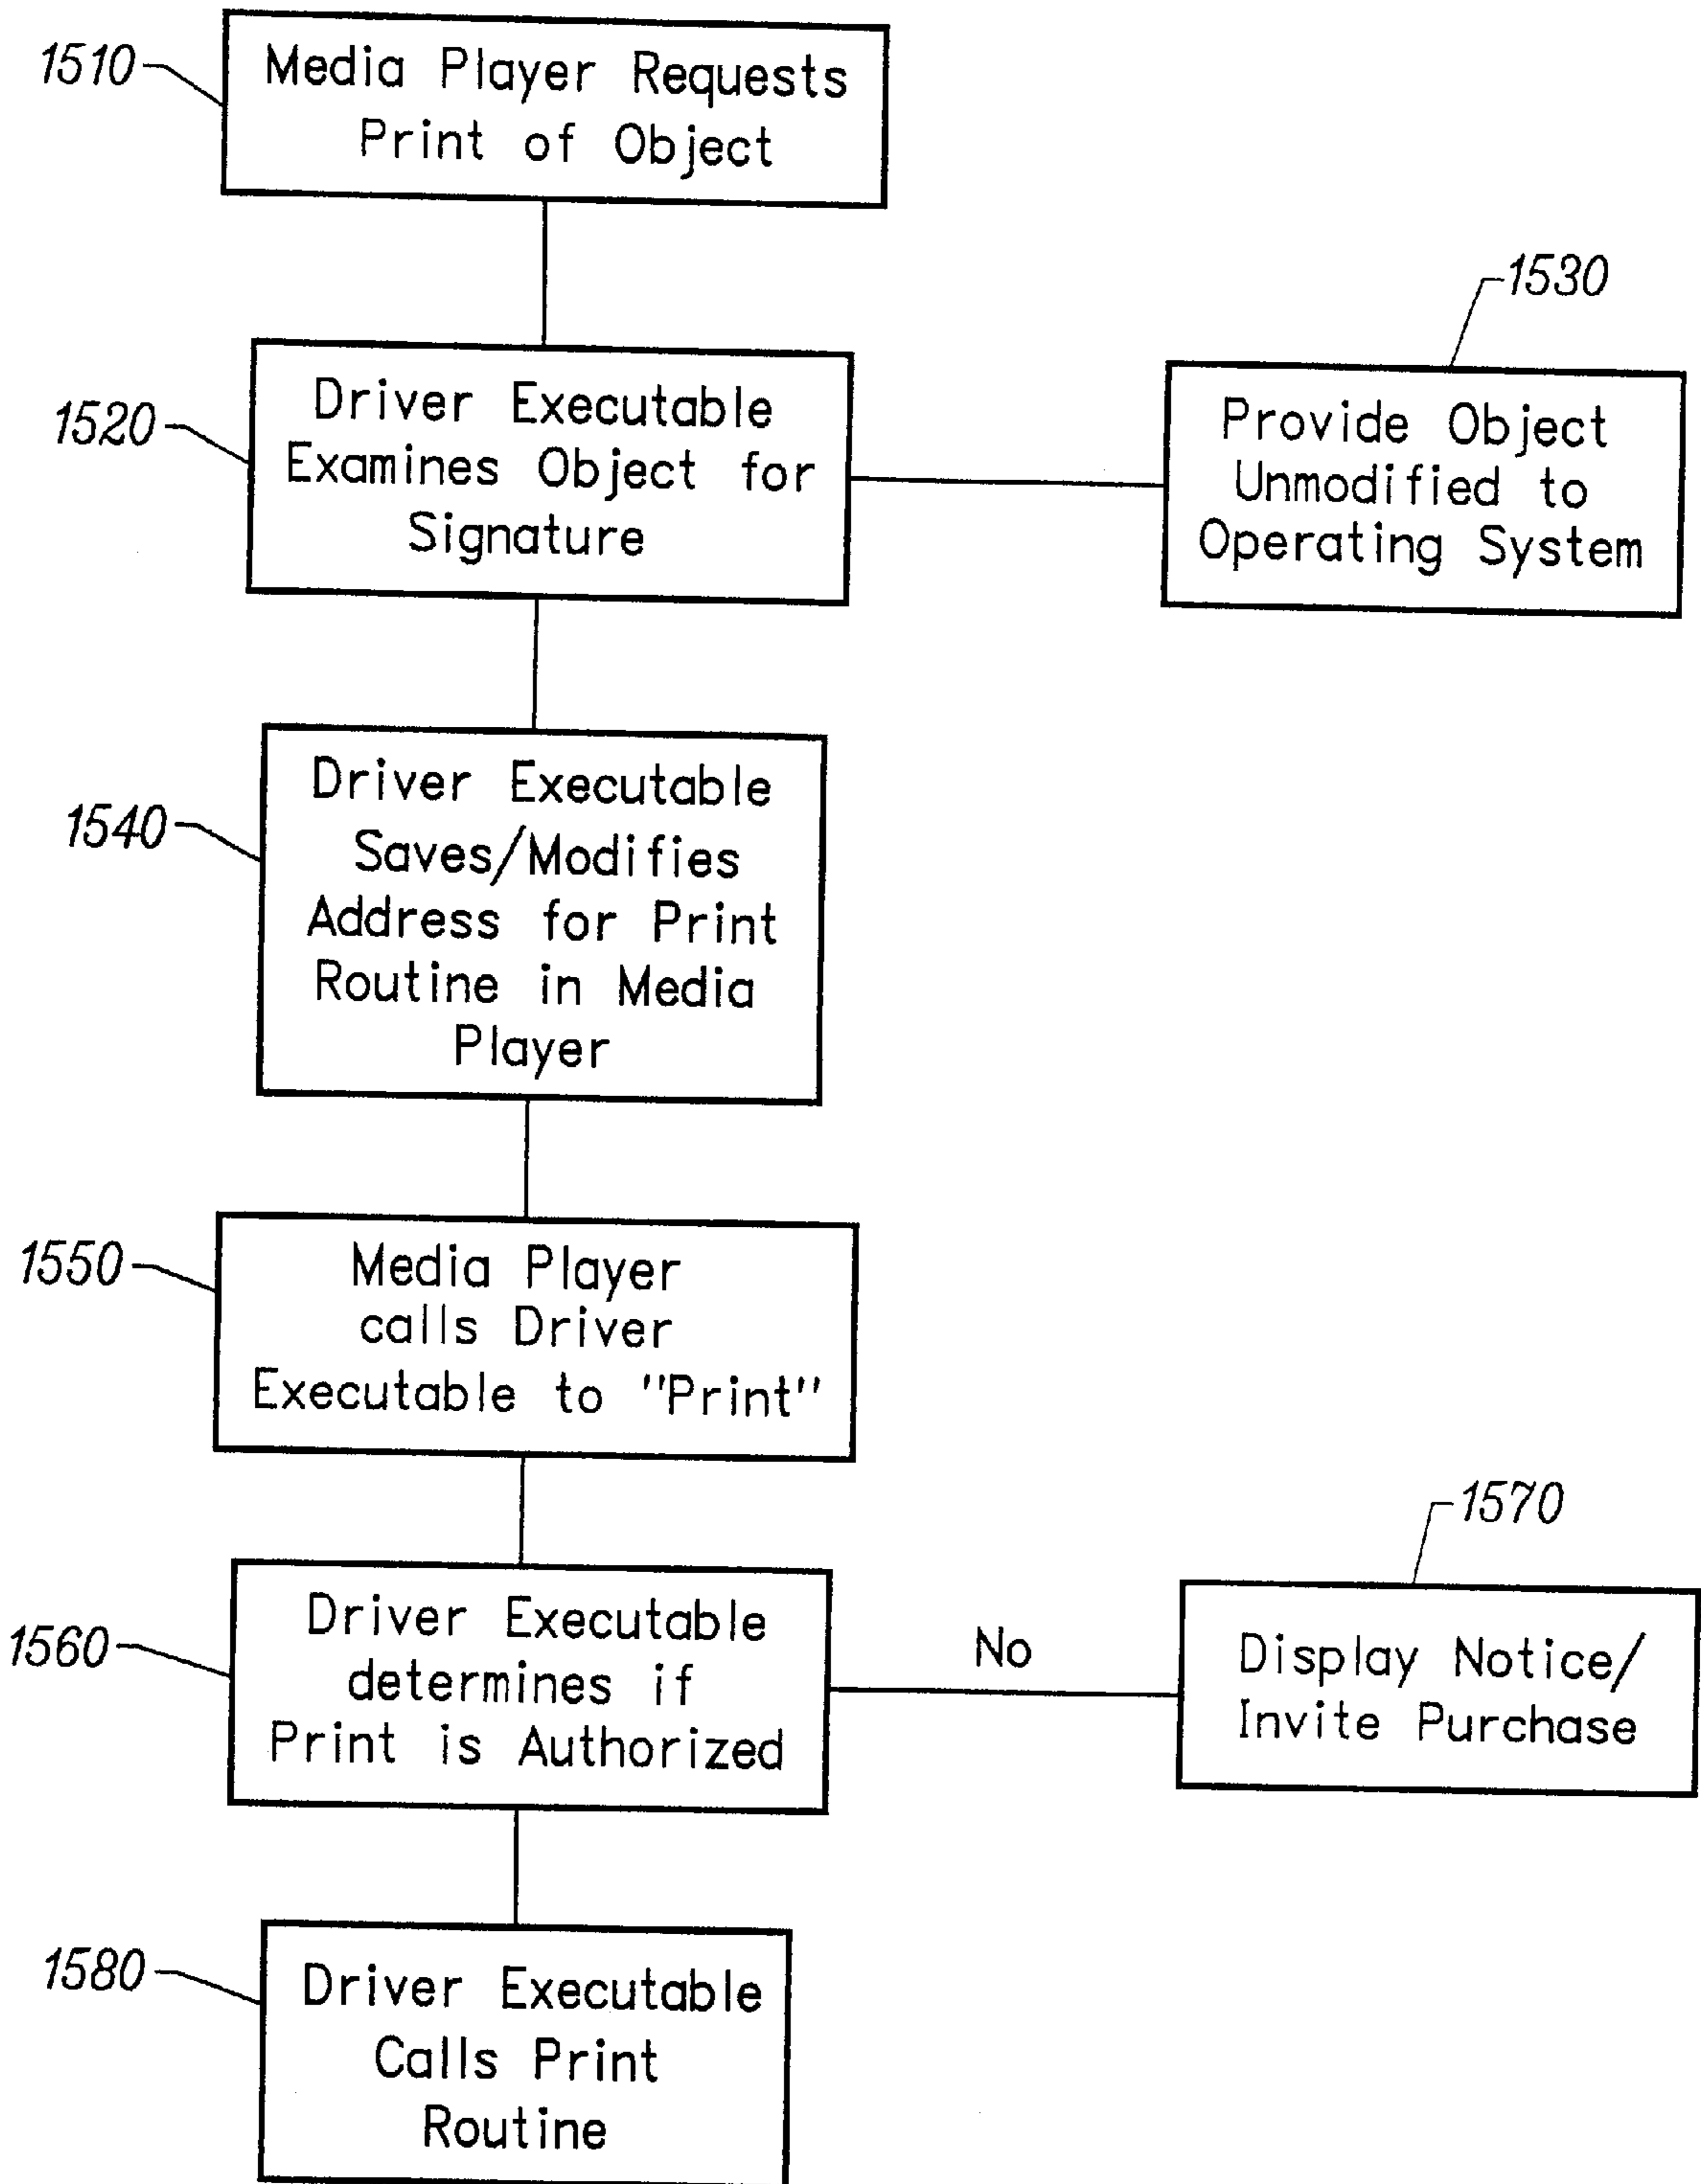 1510
Media Player Requests
Print of Object
1520
Driver Executable
Examines Object for
Signature
1530
Provide Object
Unmodified to
Operating System
1540
Driver Executable
Saves/Modifies
Address for Print
Routine in Media
Player
1550
Media Player
calls Driver
Executable to "Print"
1560
Driver Executable
determines if
Print is Authorized
No
1570
Display Notice/
Invite Purchase
1580
Driver Executable
Calls Print
Routine